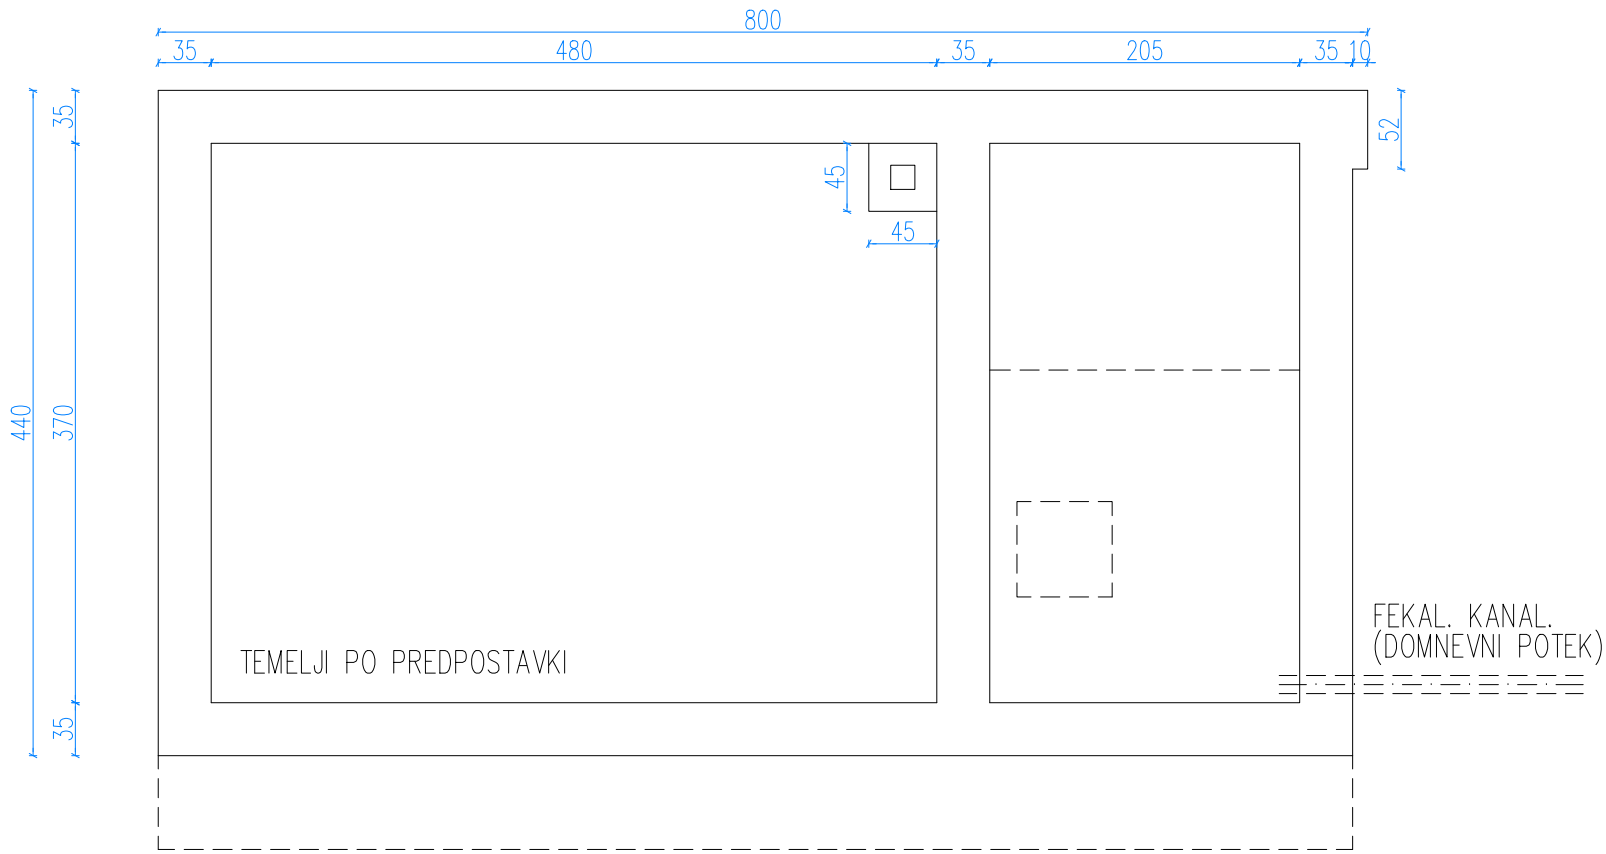 800
35 480 35 205 35 10
35
52
45
45
440
370
TEMELJI PO PREDPOSTAVKI
FEKAL. KANAL.
(DOMNEVNI POTEK)
35